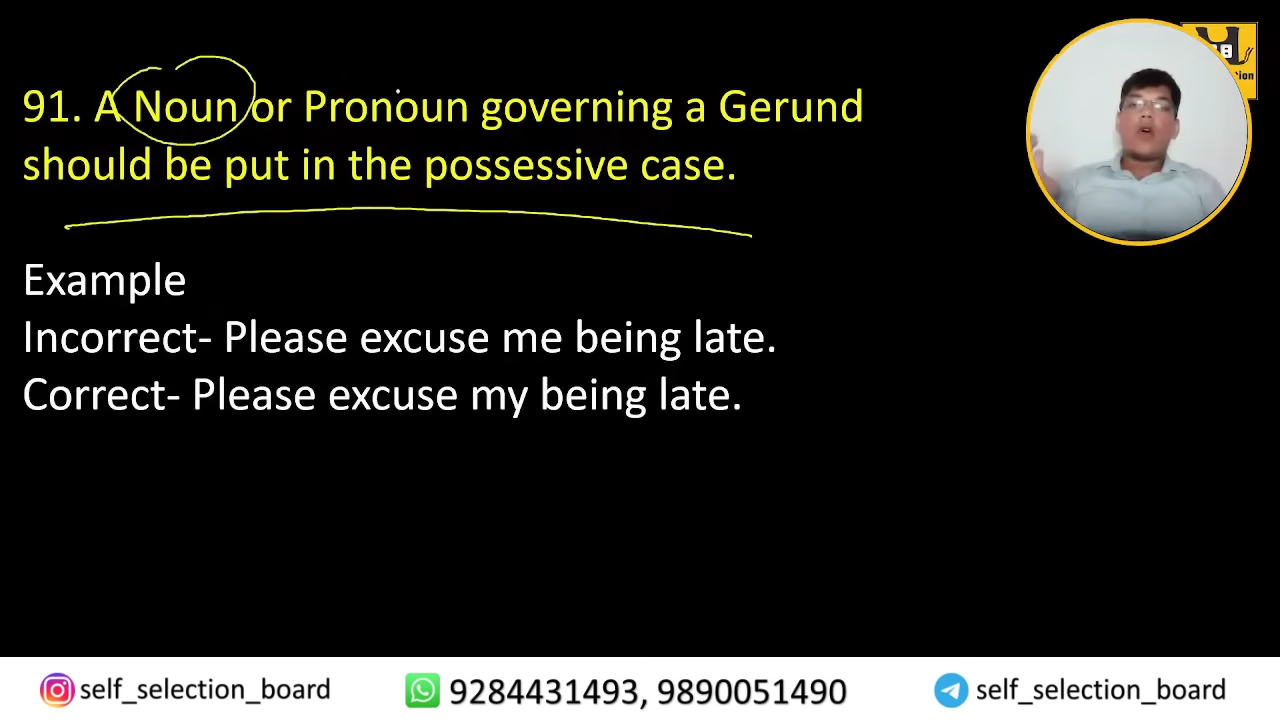 91. A Noun or Pronoun governing a Gerund
should be put in the possessive case.
Example
Incorrect- Please excuse me being late.
Correct- Please excuse my being late.
self_selection_board
9284431493, 9890051490
self_selection_board